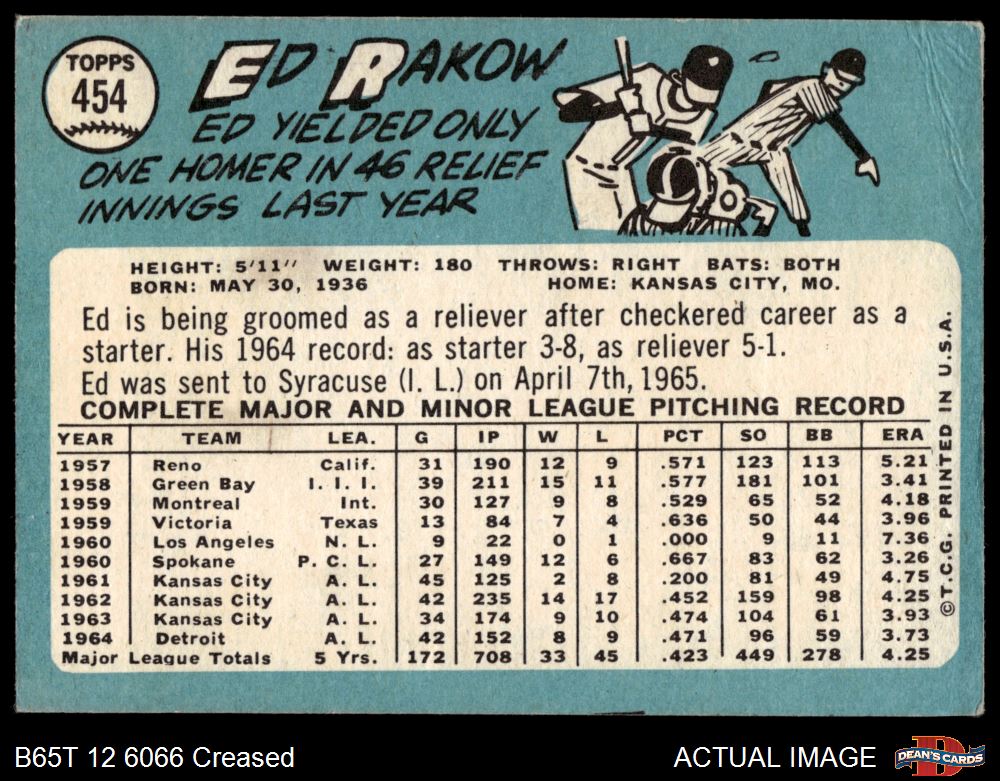 TOPPS
454
ED RAKOW
ED YIELDED ONLY
ONE HOMER IN 46 RELIEF
INNINGS LAST YEAR
HEIGHT: 5'11" WEIGHT: 180 THROWS: RIGHT BATS: BOTH
BORN: MAY 30, 1936 HOME: KANSAS CITY, MO.
Ed is being groomed as a reliever after checkered career as a
starter. His 1964 record: as starter 3-8, as reliever 5-1.
Ed was sent to Syracuse (I. L.) on April 7th, 1965.
COMPLETE MAJOR AND MINOR LEAGUE PITCHING RECORD
YEAR TEAM LEA. G IP W L PCT SO BB ERA
1957 Reno Calif. 31 190 12 9 .571 123 113 5.21
1958 Green Bay I. I. I. 39 211 15 11 .577 181 101 3.41
1959 Montreal Int. 30 127 9 8 .529 65 52 4.18
1959 Victoria Texas 13 84 7 4 .636 50 44 3.96
1960 Los Angeles N. L. 9 22 0 1 .000 9 11 7.36
1960 Spokane P. C. L. 27 149 12 6 .667 83 62 3.26
1961 Kansas City A. L. 45 125 2 8 .200 81 49 4.75
1962 Kansas City A. L. 42 235 14 17 .452 159 98 4.25
1963 Kansas City A. L. 34 174 9 10 .474 104 61 3.93
1964 Detroit A. L. 42 152 8 9 .471 96 59 3.73
Major League Totals 5 Yrs. 172 708 33 45 .423 449 278 4.25
©T.C.G. PRINTED IN U.S.A.
B65T 12 6066 Creased
ACTUAL IMAGE
D
DEAN'S CARDS